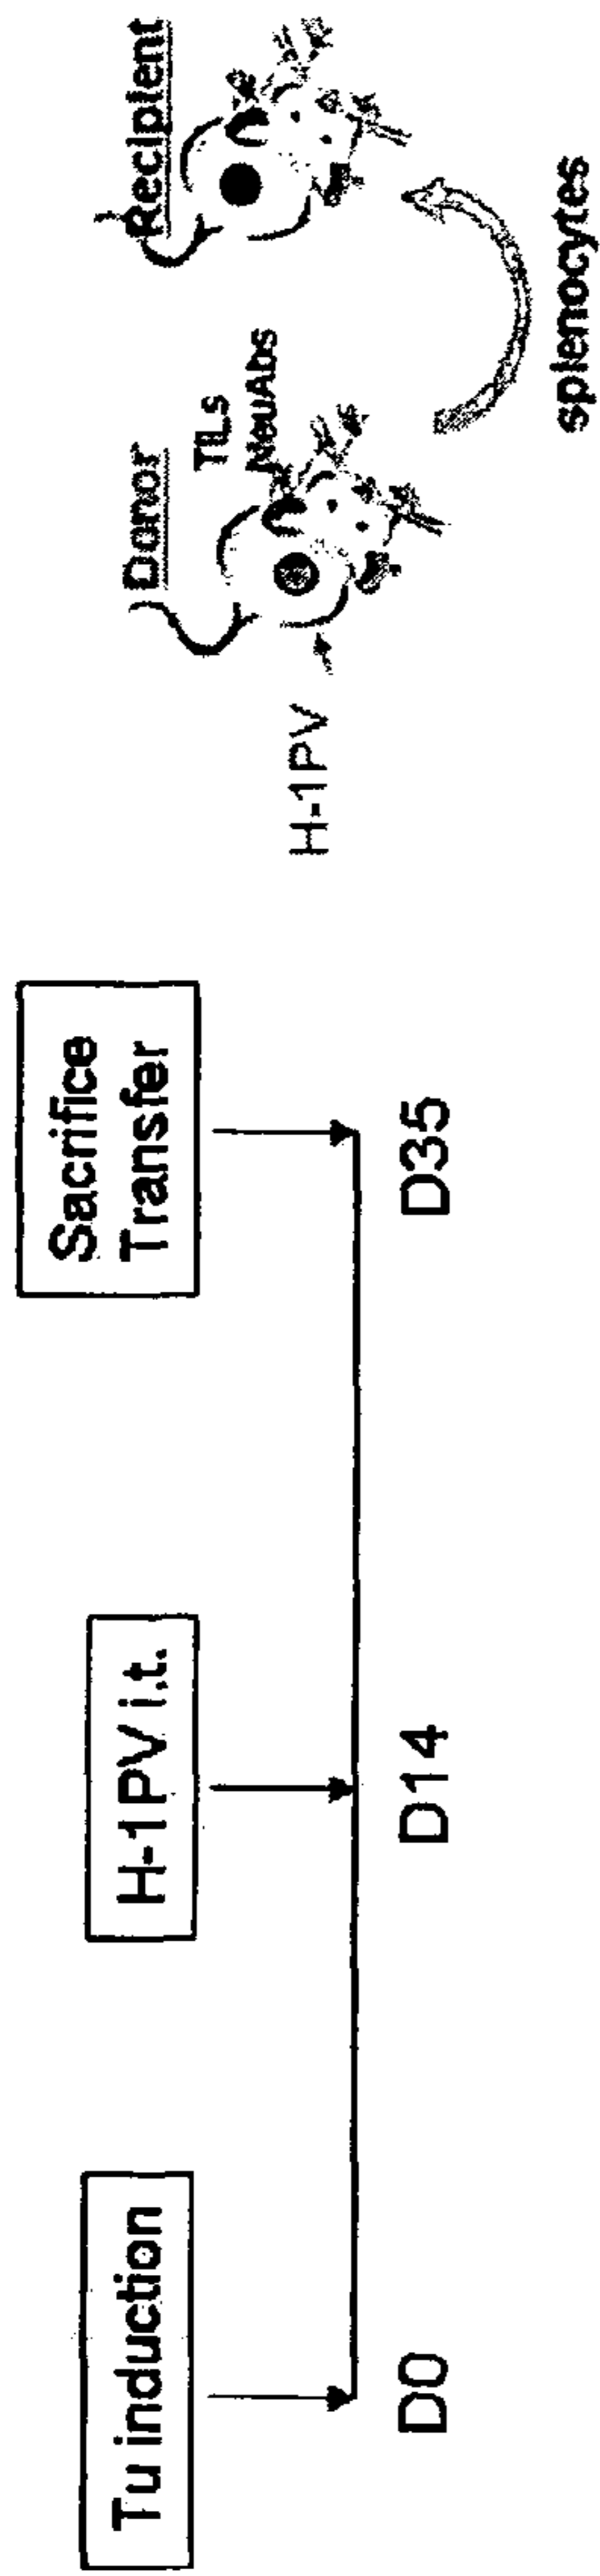 Tu induction
H-1PV i.t.
Sacrifice
Transfer
D0
D14
D35
H-1PV
Donor
TILs
NeuAbs
Recipient
splenocytes